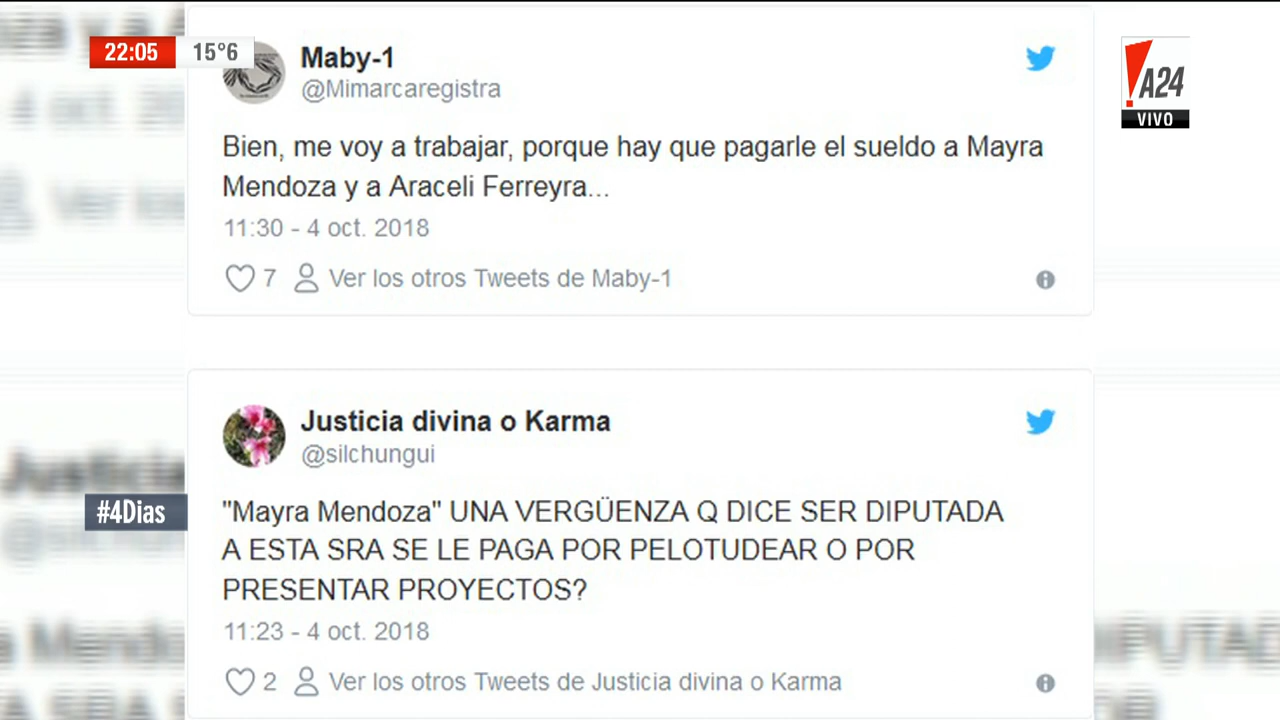 22:05 15°6
A24
VIVO
Maby-1
@Mimarcaregistra
Bien, me voy a trabajar, porque hay que pagarle el sueldo a Mayra
Mendoza y a Araceli Ferreyra...
11:30 - 4 oct. 2018
7 Ver los otros Tweets de Maby-1
Justicia divina o Karma
@silchungui
#4Dias
"Mayra Mendoza" UNA VERGÜENZA Q DICE SER DIPUTADA
A ESTA SRA SE LE PAGA POR PELOTUDEAR O POR
PRESENTAR PROYECTOS?
11:23 - 4 oct. 2018
2 Ver los otros Tweets de Justicia divina o Karma